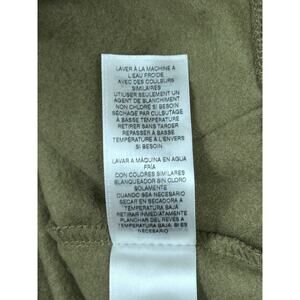 LAVER À LA MACHINE À
L'EAU FROIDE
AVEC DES COULEURS
SIMILAIRES
UTILISER SEULEMENT UN
AGENT DE BLANCHIMENT
NON CHLORÉ SI BESOIN
SÉCHAGE PAR CULBUTAGE
À BASSE TEMPÉRATURE
RETIRER SANS TARDER
REPASSER À BASSE
TEMPÉRATURE À L'ENVERS
SI BESOIN
LAVAR A MÁQUINA EN AGUA
FRÍA
CON COLORES SIMILARES
BLANQUEADOR SIN CLORO
SOLAMENTE
CUANDO SEA NECESARIO
SECAR EN SECADORA A
TEMPERATURA BAJA
RETIRAR INMEDIATAMENTE
PLANCHAR DEL REVÉS A
TEMPERATURA BAJA, SI ES
NECESARIO